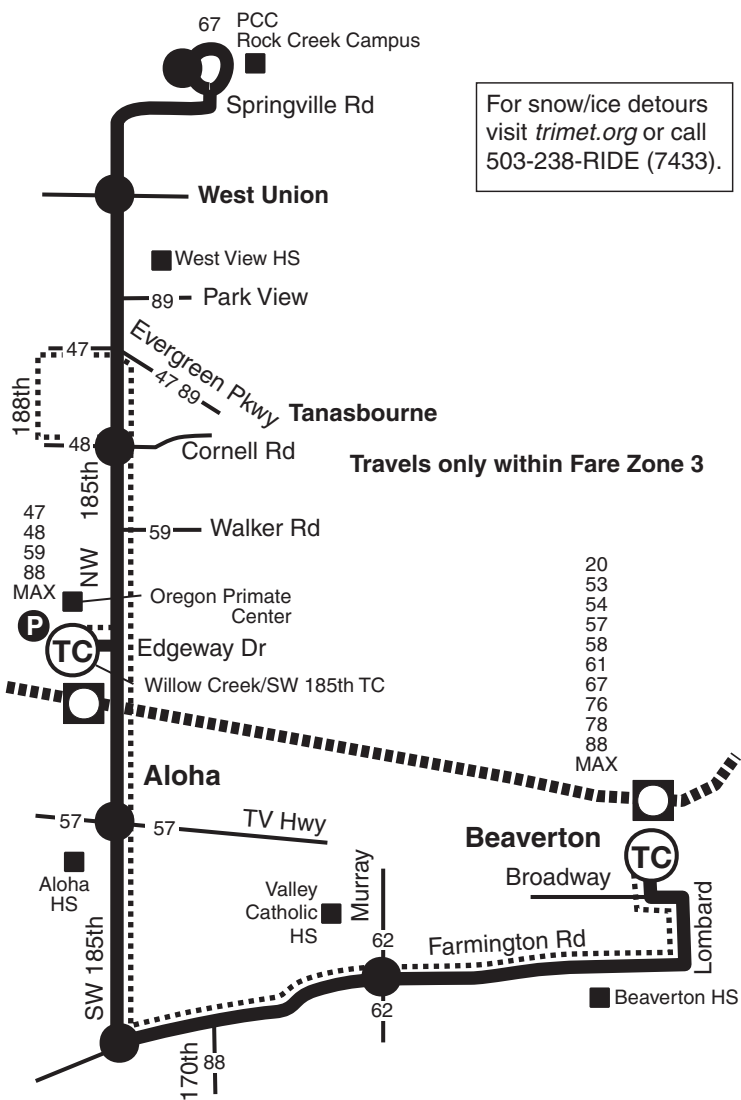 67
PCC
Rock Creek Campus
Springville Rd
For snow/ice detours
visit trimet.org or call
503-238-RIDE (7433).
West Union
West View HS
89
Park View
47
Evergreen Pkwy
47 89
188th
Tanasbourne
48
Cornell Rd
185th
Travels only within Fare Zone 3
59
Walker Rd
NW
47
48
59
88
MAX
P
Oregon Primate
Center
TC
Edgeway Dr
Willow Creek/SW 185th TC
20
53
54
57
58
61
67
76
78
88
MAX
Aloha
57
57
TV Hwy
Beaverton
TC
Aloha
HS
Valley
Catholic
HS
Murray
Broadway
Lombard
SW 185th
62
Farmington Rd
62
Beaverton HS
170th
88